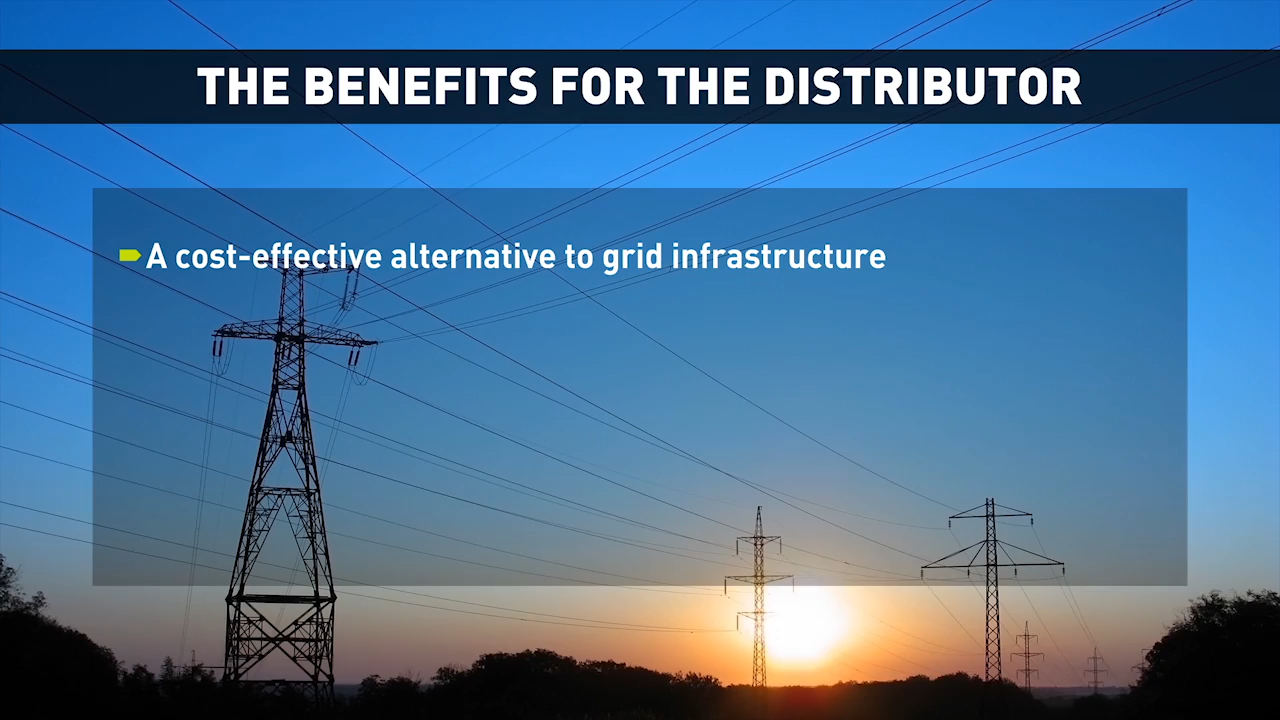 THE BENEFITS FOR THE DISTRIBUTOR
A cost-effective alternative to grid infrastructure